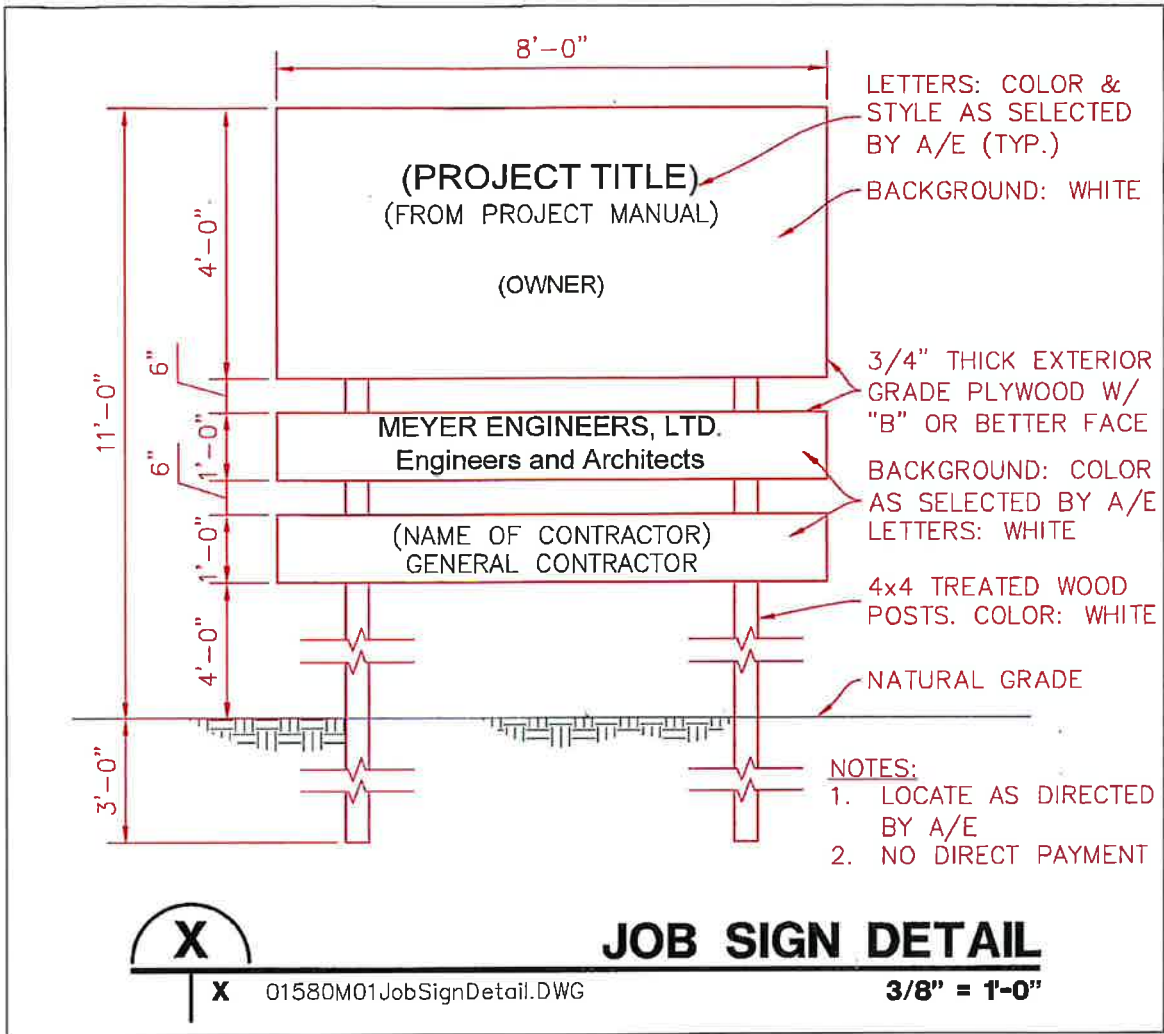 8'-0"
LETTERS: COLOR &
STYLE AS SELECTED
BY A/E (TYP.)
(PROJECT TITLE)
(FROM PROJECT MANUAL)
BACKGROUND: WHITE
4'-0"
(OWNER)
11'-0"
6"
3/4" THICK EXTERIOR
GRADE PLYWOOD W/
"B" OR BETTER FACE
1'-0"
MEYER ENGINEERS, LTD.
Engineers and Architects
6"
BACKGROUND: COLOR
AS SELECTED BY A/E
LETTERS: WHITE
1'-0"
(NAME OF CONTRACTOR)
GENERAL CONTRACTOR
4x4 TREATED WOOD
POSTS. COLOR: WHITE
4'-0"
NATURAL GRADE
3'-0"
NOTES:
1. LOCATE AS DIRECTED
BY A/E
2. NO DIRECT PAYMENT
X
JOB SIGN DETAIL
X
01580M01JobSignDetail.DWG
3/8" = 1'-0"